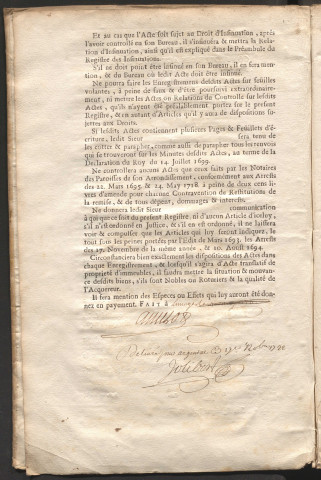 Et au cas que l'Acte soit sujet au Droit d'Insinuation, après
l'avoir controllé en son Bureau, il l'insinuëra & mettra la Rela-
tion d'Insinuation, ainsi qu'il est expliqué dans le Préambule du
Registre des Insinuations.
S'il ne doit point être insinué en son Bureau, il en sera men-
tion, & du Bureau où ledit Acte doit être insinué.
Ne pourra faire les Enregistremens desdits Actes sur feüilles
volantes, à peine de faux & d'être poursuivi extraordinaire-
ment, ni mettre les Actes ou Relations du Controlle sur lesdits
Actes, qu'ils n'ayent été préalablement portez sur le present
Registre, & en autant d'Articles qu'il y aura de dispositions su-
jettes aux Droits.
Si lesdits Actes contiennent plusieurs Pages & Feuillets d'é-
criture, ledit Sieur sera tenu de
les cotter & parapher, comme aussi de parapher tous les renvois
qui se trouveront sur les Minutes desdits Actes, au terme de la
Déclaration du Roy du 14. Juillet 1699.
Ne controllera aucuns Actes que ceux faits par les Notaires
des Paroisses de son Arrondissement, conformement aux Arrests
des 21. Mars 1695. & 14. May 1718. à peine de deux cens li-
vres d'amende pour chacune Contravention de Restitutions de
la remise, & de tous dépens, dommages & interests.
Ne donnera ledit Sieur communication
à qui que ce soit du present Registre, ni d'aucun Article d'iceluy,
s'il n'est ordonné en Justice, & s'il en est ordonné, il ne laissera
voir & compulser que les Articles qui luy seront indiquez, le
tout sous les peines portées par l'Edit de Mars 1693. les Arrests
des 17. Novembre de la même année, & 10. Août 1694.
Circonstanciera bien exactement les dispositions des Actes dans
chaque Enregistrement, & lorsqu'il s'agira d'Acte translatif de
propriété d'immeubles, il faudra mettre la situation & mouvan-
ce desdits biens, s'ils sont Nobles ou Roturiers & la qualité de
l'Acquereur.
Il sera mention des Especes ou Effets qui luy auront été don-
nez en payement. FAIT à